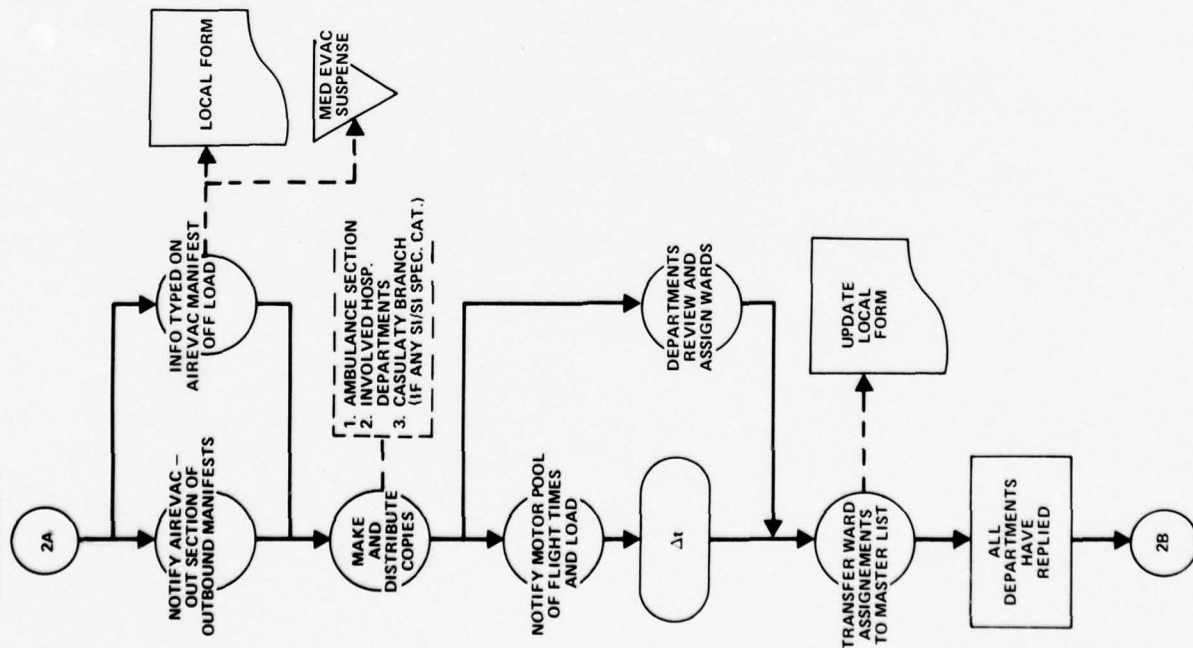 2A
NOTIFY AIREVAC –
OUT SECTION OF
OUTBOUND MANIFESTS
INFO TYPED ON
AIREVAC MANIFEST
OFF LOAD
LOCAL FORM
MED EVAC
SUSPENSE
MAKE
AND
DISTRIBUTE
COPIES
1. AMBULANCE SECTION
2. INVOLVED HOSP.
DEPARTMENTS
3. CASULATY BRANCH
(IF ANY SI/SI SPEC. CAT.)
NOTIFY MOTOR POOL
OF FLIGHT TIMES
AND LOAD
DEPARTMENTS
REVIEW AND
ASSIGN WARDS
Δt
TRANSFER WARD
ASSIGNEMENTS
TO MASTER LIST
UPDATE
LOCAL
FORM
ALL
DEPARTMENTS
HAVE
REPLIED
2B